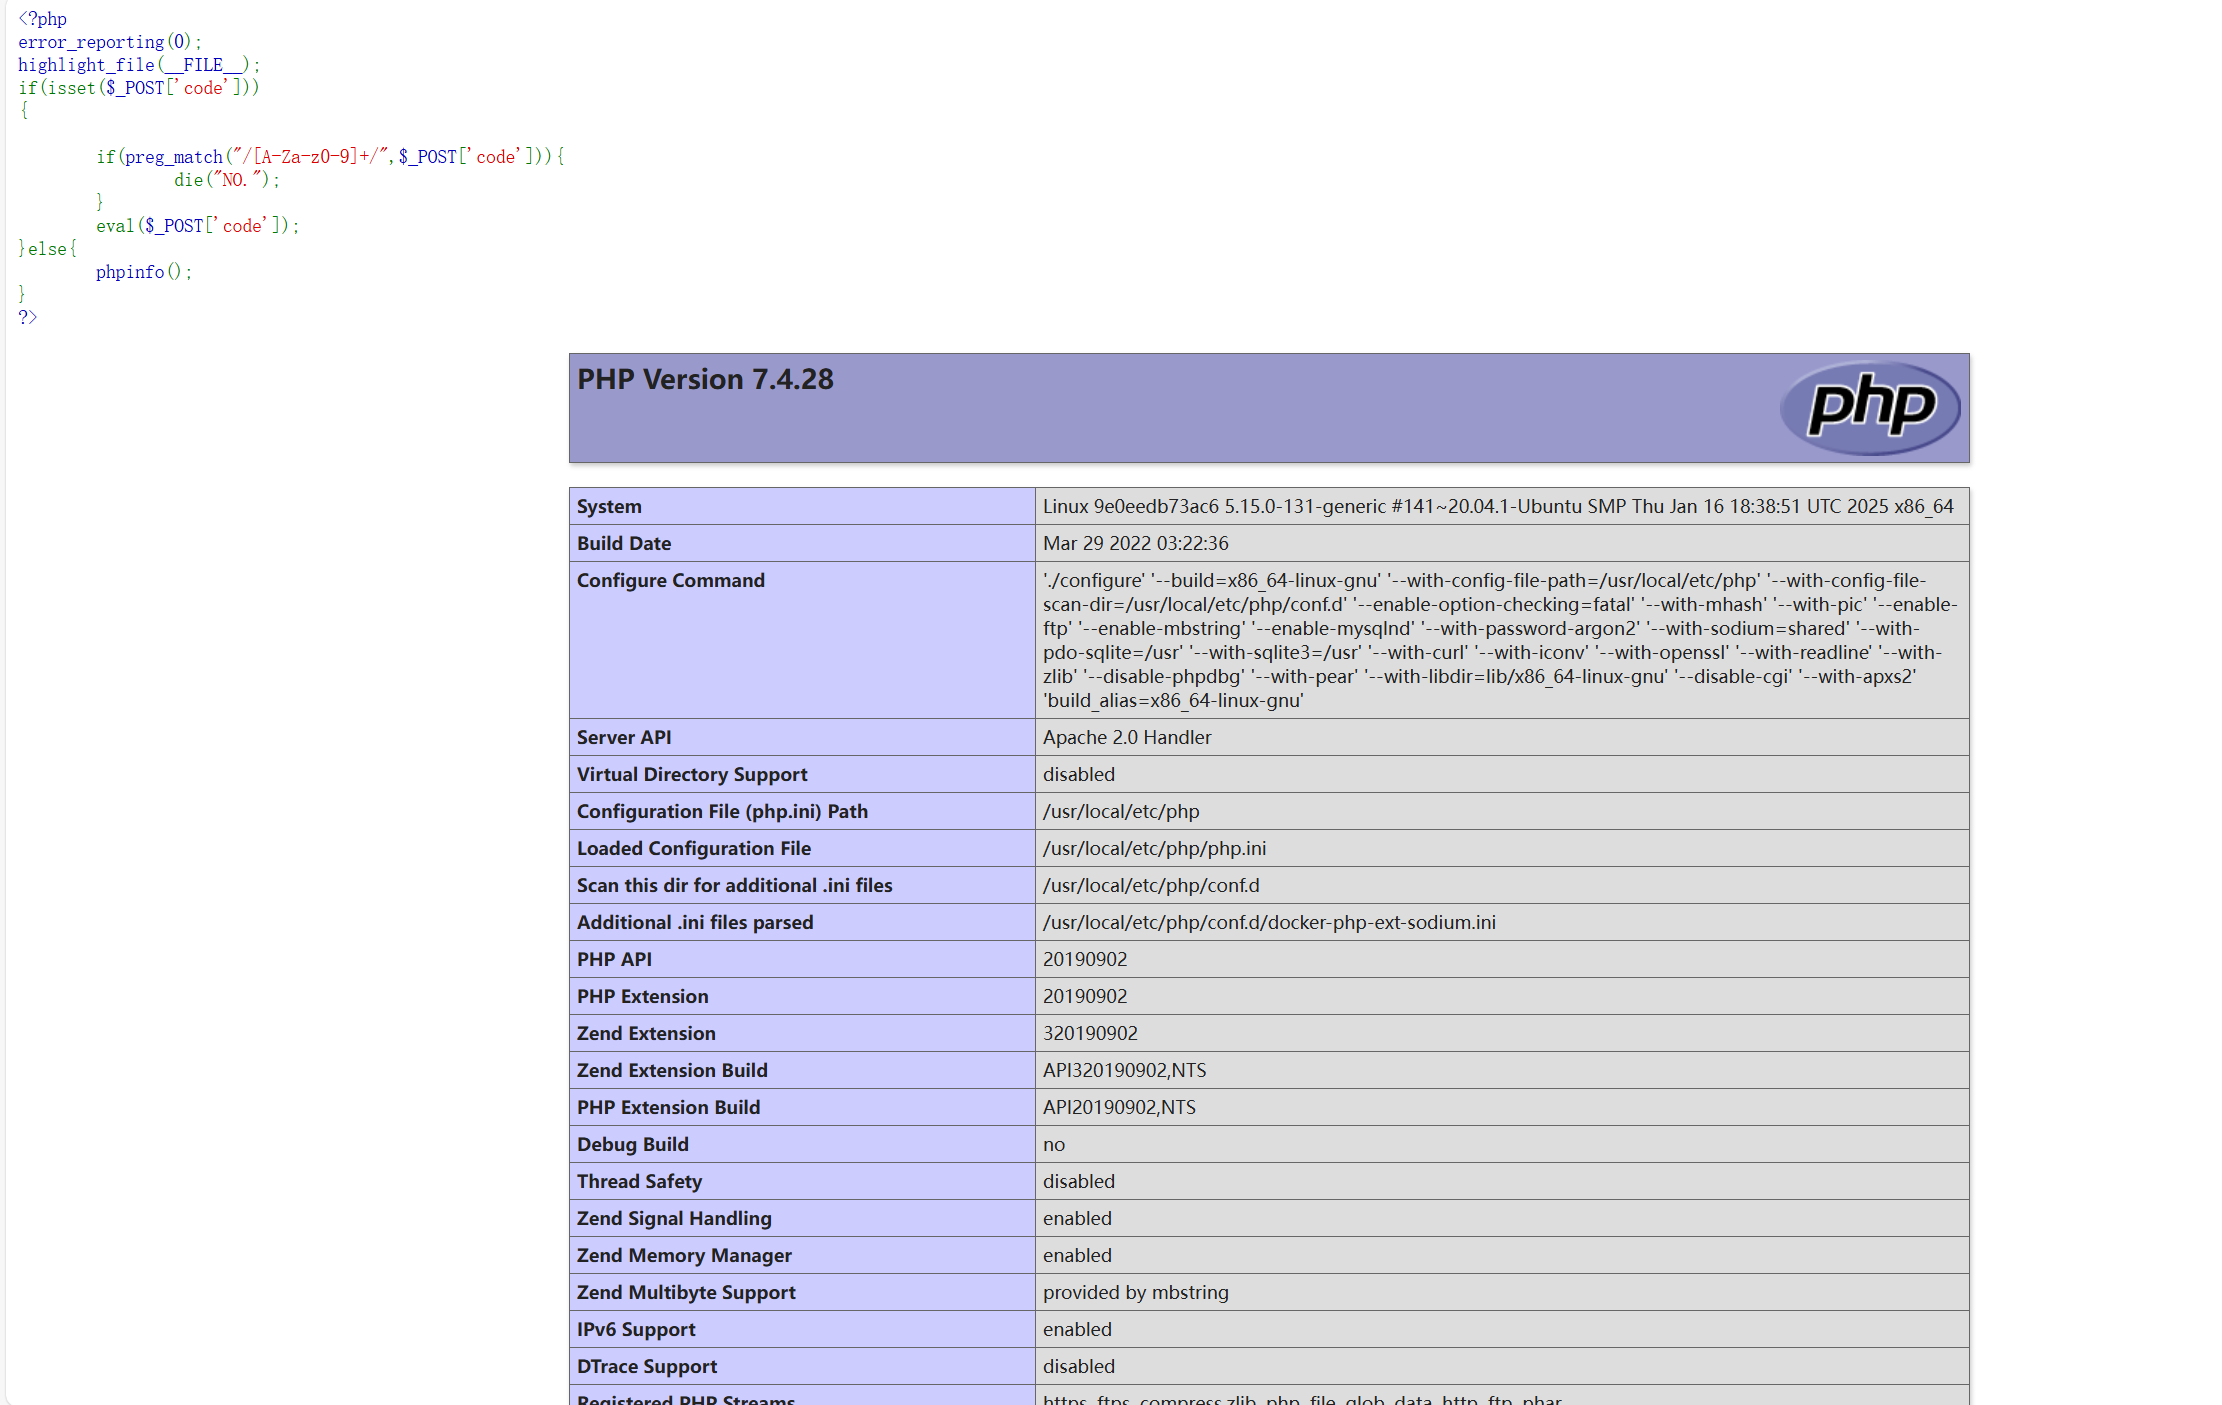 <?php
error_reporting(0);
highlight_file(__FILE__);
if(isset($_POST['code']))
{
if(preg_match("/[A-Za-z0-9]+/",$_POST['code'])){
die("NO.");
}
eval($_POST['code']);
}else{
phpinfo();
}
?>
PHP Version 7.4.28
php
System Linux 9e0eedb73ac6 5.15.0-131-generic #141~20.04.1-Ubuntu SMP Thu Jan 16 18:38:51 UTC 2025 x86_64
Build Date Mar 29 2022 03:22:36
Configure Command './configure' '--build=x86_64-linux-gnu' '--with-config-file-path=/usr/local/etc/php' '--with-config-file-
scan-dir=/usr/local/etc/php/conf.d' '--enable-option-checking=fatal' '--with-mhash' '--with-pic' '--enable-
ftp' '--enable-mbstring' '--enable-mysqlnd' '--with-password-argon2' '--with-sodium=shared' '--with-
pdo-sqlite=/usr' '--with-sqlite3=/usr' '--with-curl' '--with-iconv' '--with-openssl' '--with-readline' '--with-
zlib' '--disable-phpdbg' '--with-pear' '--with-libdir=lib/x86_64-linux-gnu' '--disable-cgi' '--with-apxs2'
'build_alias=x86_64-linux-gnu'
Server API Apache 2.0 Handler
Virtual Directory Support disabled
Configuration File (php.ini) Path /usr/local/etc/php
Loaded Configuration File /usr/local/etc/php/php.ini
Scan this dir for additional .ini files /usr/local/etc/php/conf.d
Additional .ini files parsed /usr/local/etc/php/conf.d/docker-php-ext-sodium.ini
PHP API 20190902
PHP Extension 20190902
Zend Extension 320190902
Zend Extension Build API320190902,NTS
PHP Extension Build API20190902,NTS
Debug Build no
Thread Safety disabled
Zend Signal Handling enabled
Zend Memory Manager enabled
Zend Multibyte Support provided by mbstring
IPv6 Support enabled
DTrace Support disabled
Registered PHP Streams https, ftps, compress.zlib, php, file, glob, data, http, ftp, phar